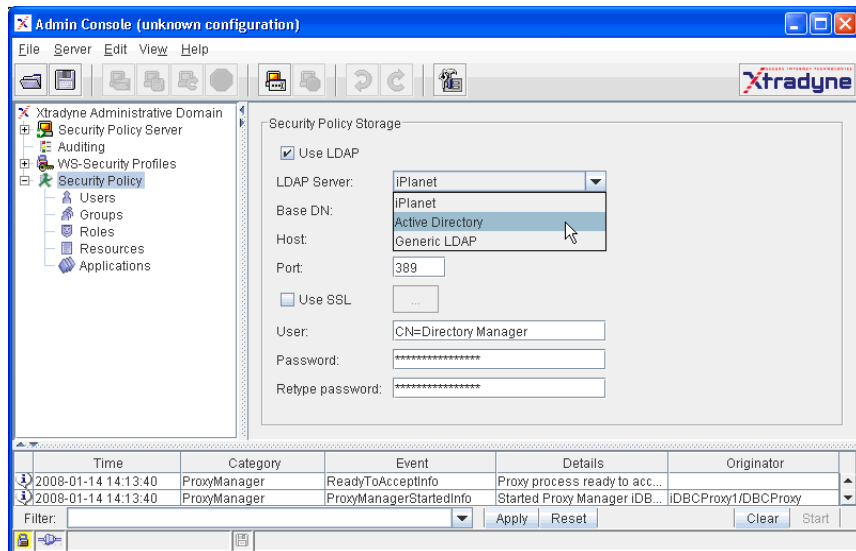 Admin Console (unknown configuration)
File Server Edit View Help
SECURE INTERNET TECHNOLOGIES
Xtradyne
Xtradyne Administrative Domain
Security Policy Server
Auditing
WS-Security Profiles
Security Policy
Users
Groups
Roles
Resources
Applications
Security Policy Storage
Use LDAP
LDAP Server: iPlanet
iPlanet
Active Directory
Generic LDAP
Base DN:
Host:
Port: 389
Use SSL ...
User: CN=Directory Manager
Password: ****************
Retype password: ****************
Time Category Event Details Originator
2008-01-14 14:13:40 ProxyManager ReadyToAcceptInfo Proxy process ready to acc...
2008-01-14 14:13:40 ProxyManager ProxyManagerStartedInfo Started Proxy Manager iDB... iDBCProxy1/DBCProxy
Filter: Apply Reset Clear Start